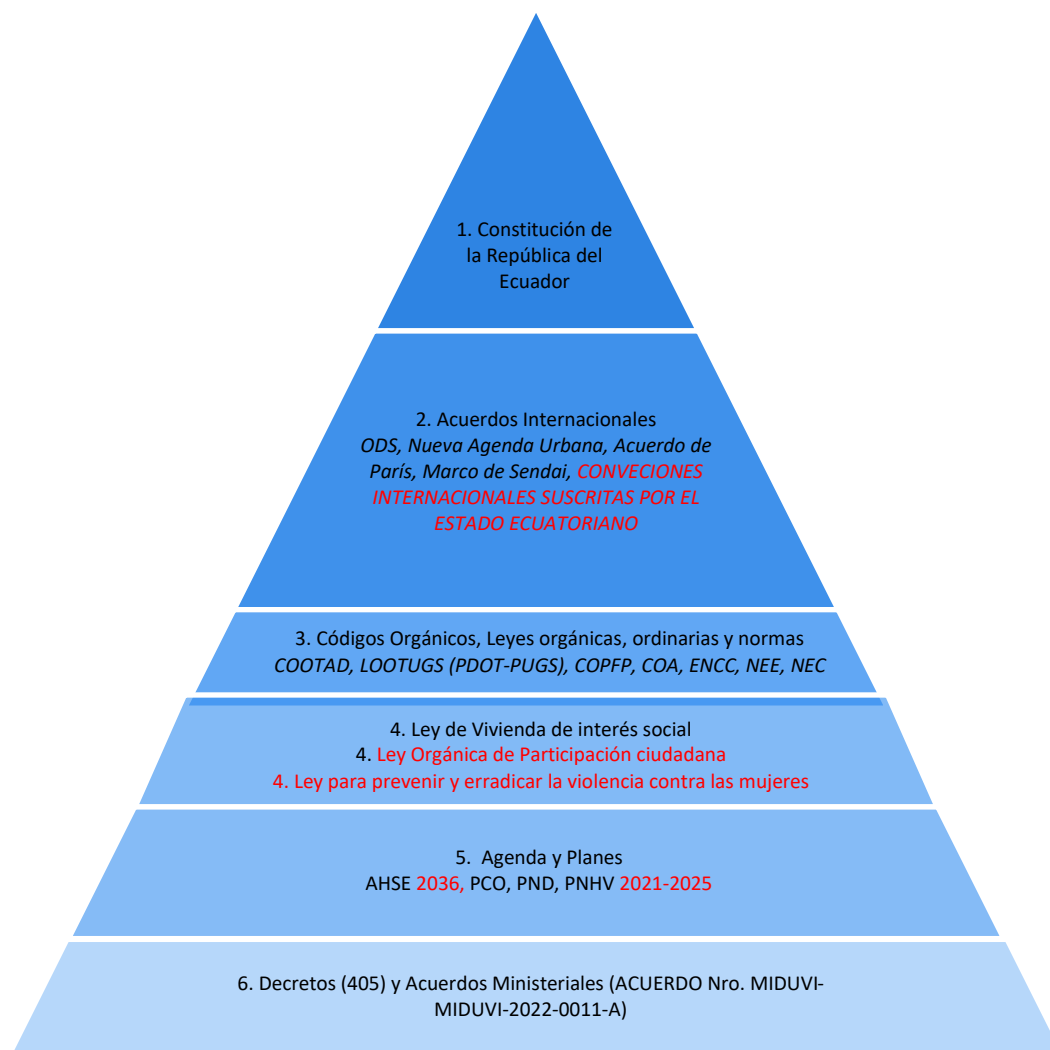 1. Constitución de
la República del
Ecuador
2. Acuerdos Internacionales
ODS, Nueva Agenda Urbana, Acuerdo de
París, Marco de Sendai, CONVECIONES
INTERNACIONALES SUSCRITAS POR EL
ESTADO ECUATORIANO
3. Códigos Orgánicos, Leyes orgánicas, ordinarias y normas
COOTAD, LOOTUGS (PDOT-PUGS), COPFP, COA, ENCC, NEE, NEC
4. Ley de Vivienda de interés social
4. Ley Orgánica de Participación ciudadana
4. Ley para prevenir y erradicar la violencia contra las mujeres
5. Agenda y Planes
AHSE 2036, PCO, PND, PNHV 2021-2025
6. Decretos (405) y Acuerdos Ministeriales (ACUERDO Nro. MIDUVI-
MIDUVI-2022-0011-A)